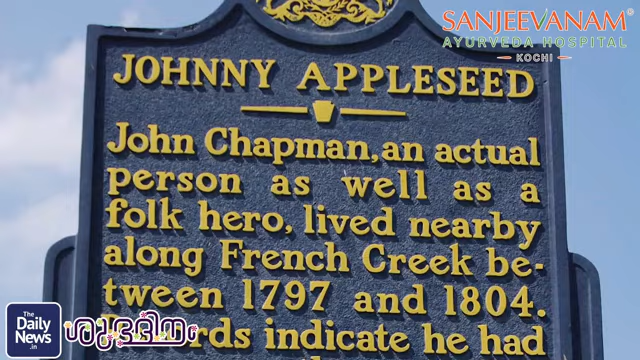 SANJEEVANAM®
AYURVEDA HOSPITAL
KOCHI
JOHNNY APPLESEED
John Chapman, an actual
person as well as a
folk hero, lived nearby
along French Creek be-
tween 1797 and 1804.
indicate he had
The
Daily
News
.in
ശുഭദിനം